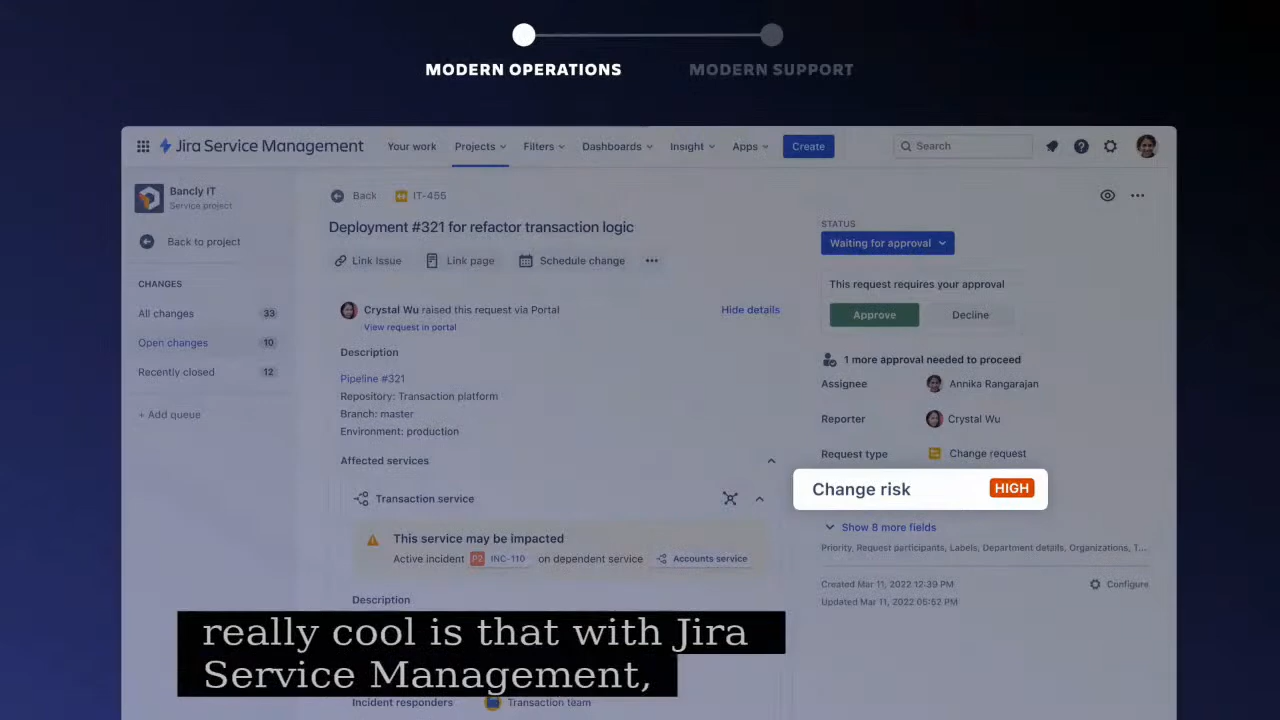 MODERN OPERATIONS
MODERN SUPPORT
Jira Service Management
Your work
Projects
Filters
Dashboards
Insight
Apps
Create
Search
Bancly IT
Service project
Back to project
CHANGES
All changes 33
Open changes 10
Recently closed 12
+ Add queue
Back
IT-455
Deployment #321 for refactor transaction logic
Link Issue
Link page
Schedule change
Crystal Wu raised this request via Portal
Hide details
View request in portal
Description
Pipeline #321
Repository: Transaction platform
Branch: master
Environment: production
Affected services
Transaction service
This service may be impacted
Active incident P2 INC-110 on dependent service Accounts service
Description
really cool is that with Jira
Service Management,
Incident responders
Transaction team
STATUS
Waiting for approval
This request requires your approval
Approve
Decline
1 more approval needed to proceed
Assignee
Annika Rangarajan
Reporter
Crystal Wu
Request type
Change request
Change risk
HIGH
Show 8 more fields
Priority, Request participants, Labels, Department details, Organizations, T...
Created Mar 11, 2022 12:39 PM
Configure
Updated Mar 11, 2022 05:52 PM